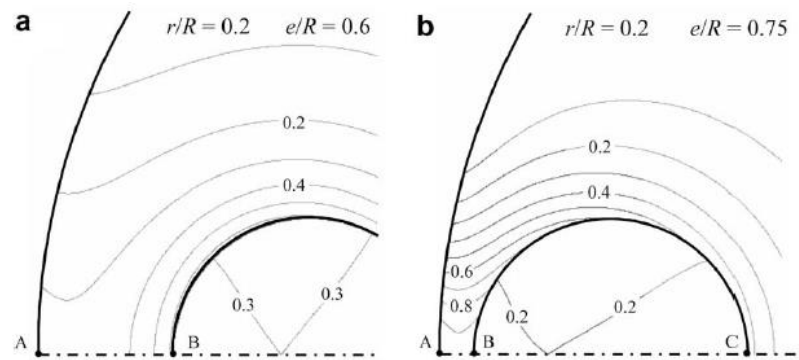 a
r/R = 0.2 e/R = 0.6
0.2
0.4
0.3
0.3
A
B
b
r/R = 0.2 e/R = 0.75
0.2
0.4
0.6
0.8
0.2
0.2
A
B
C